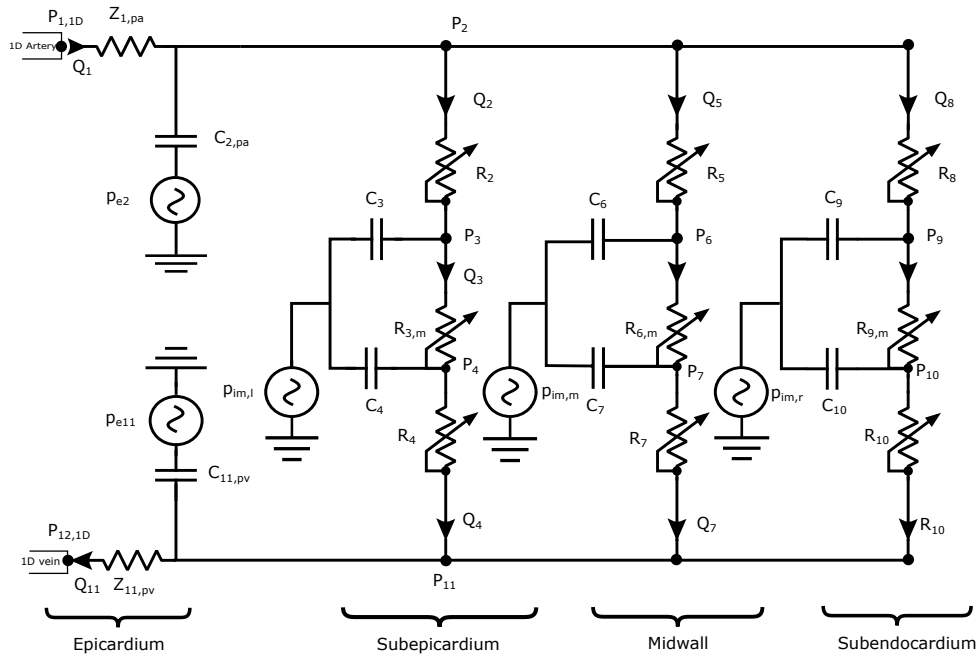 P1,1D
Z1,pa
P2
1D Artery
Q1
Q2
Q5
Q8
C2,pa
R2
R5
R8
pe2
C3
C6
C9
P3
P6
P9
Q3
R3,m
R6,m
R9,m
P4
P7
P10
pim,l
pim,m
pim,r
C4
C7
C10
pe11
R4
R7
R10
C11,pv
P12,1D
Q4
Q7
R10
1D vein
Q11
Z11,pv
P11
Epicardium
Subepicardium
Midwall
Subendocardium